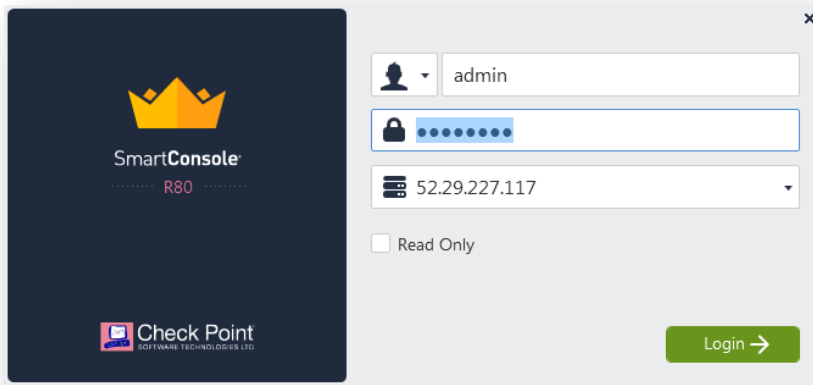 SmartConsole
R80
Check Point
SOFTWARE TECHNOLOGIES LTD.
admin
••••••••
52.29.227.117
Read Only
Login